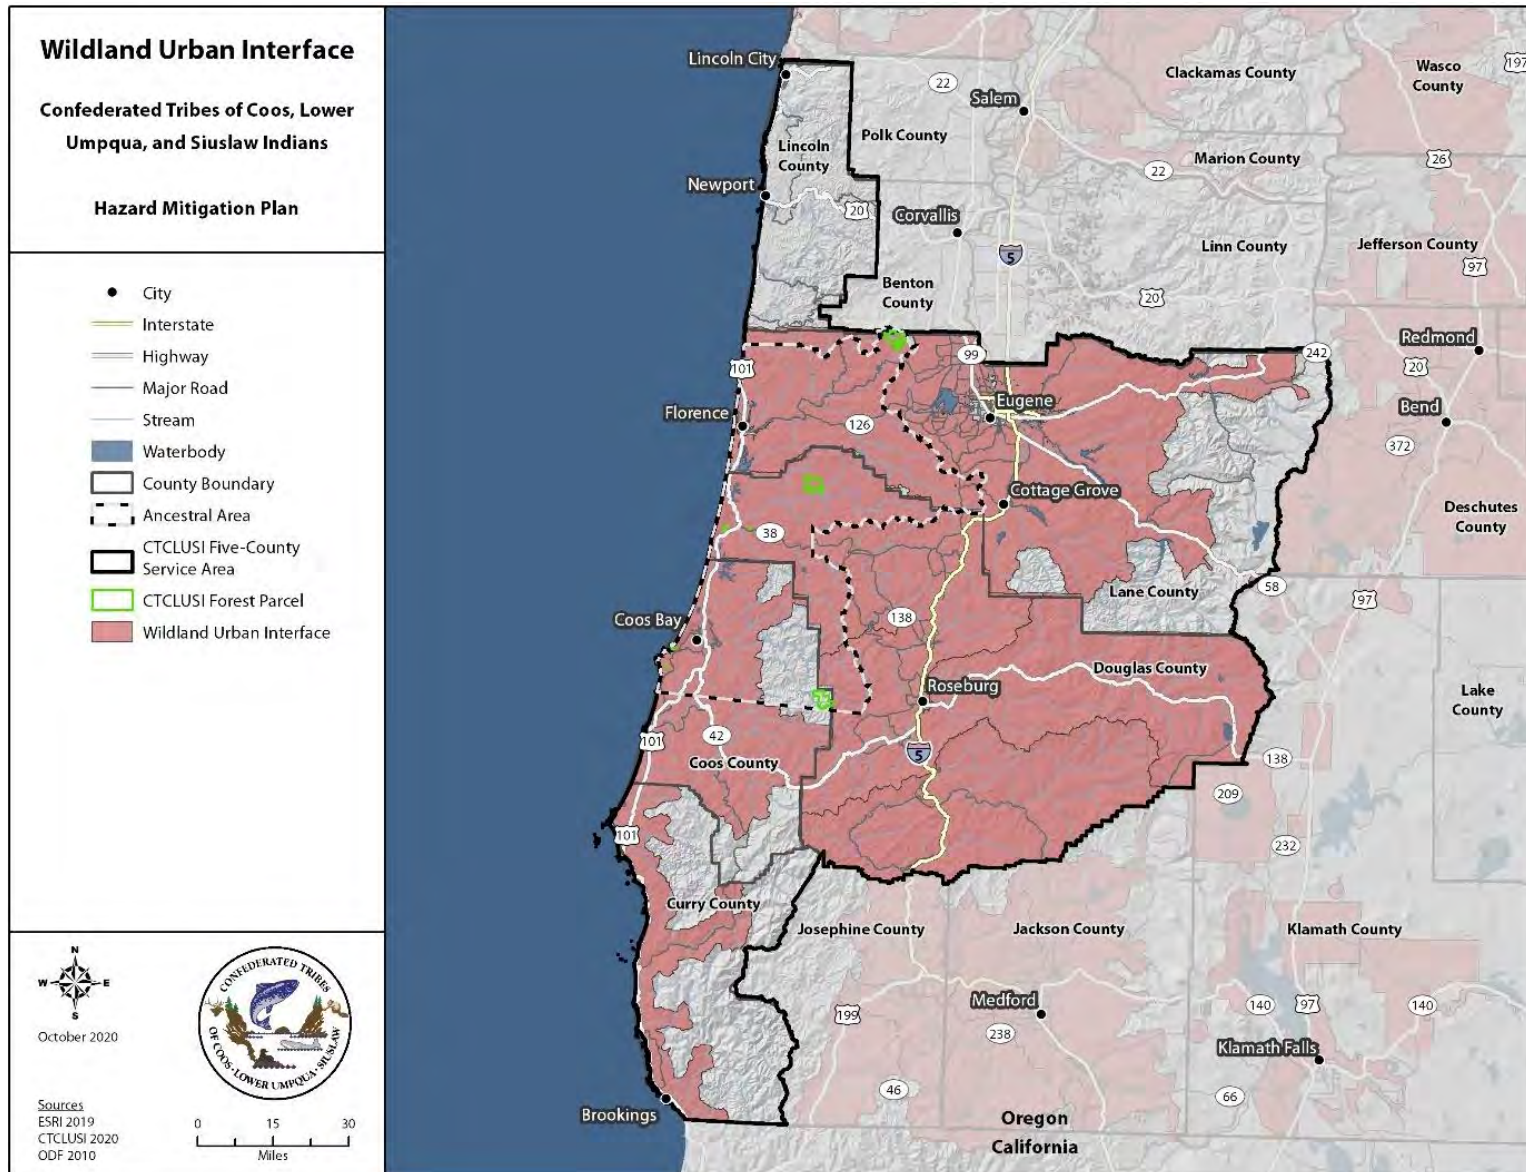 Wildland Urban Interface
Confederated Tribes of Coos, Lower
Umpqua, and Siuslaw Indians
Hazard Mitigation Plan
City
Interstate
Highway
Major Road
Stream
Waterbody
County Boundary
Ancestral Area
CTCLUSI Five-County
Service Area
CTCLUSI Forest Parcel
Wildland Urban Interface
N
W E
S
October 2020
CONFEDERATED TRIBES
OF COOS · LOWER UMPQUA · SIUSLAW
Sources
ESRI 2019
CTCLUSI 2020
ODF 2010
0 15 30
Miles
Lincoln City
22
Salem
Clackamas County
Wasco
County
197
Lincoln
County
Polk County
Marion County
26
22
Newport
20
Corvallis
5
Linn County
Jefferson County
97
Benton
County
20
Redmond
101
99
242
20
Florence
126
Eugene
Bend
372
Cottage Grove
Deschutes
County
38
58
97
Lane County
Coos Bay
138
Douglas County
Roseburg
Lake
County
101
42
Coos County
5
138
209
101
232
Curry County
Josephine County
Jackson County
Klamath County
199
Medford
238
140
97
140
Klamath Falls
46
66
Brookings
Oregon
California